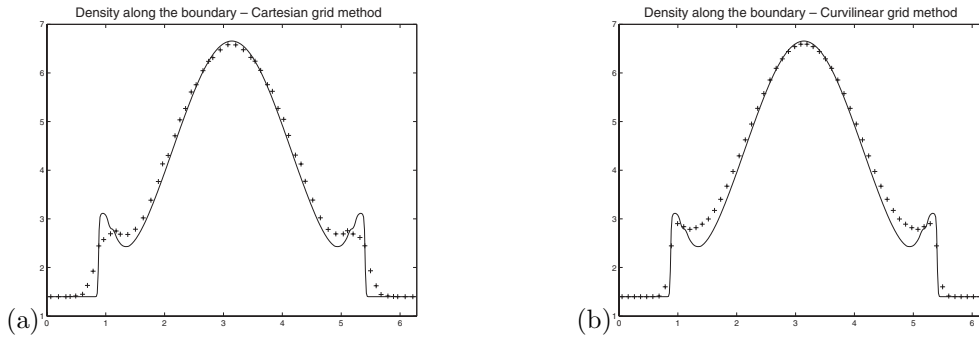 Density along the boundary – Cartesian grid method
7
6
5
4
3
2
1
0 1 2 3 4 5 6
(a)
Density along the boundary – Curvilinear grid method
7
6
5
4
3
2
1
0 1 2 3 4 5 6
(b)